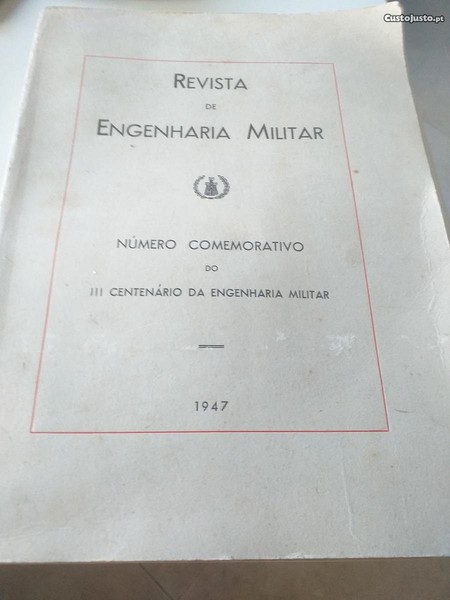 CustoJusto.pt
REVISTA
DE
ENGENHARIA MILITAR
NÚMERO COMEMORATIVO
DO
III CENTENÁRIO DA ENGENHARIA MILITAR
1947